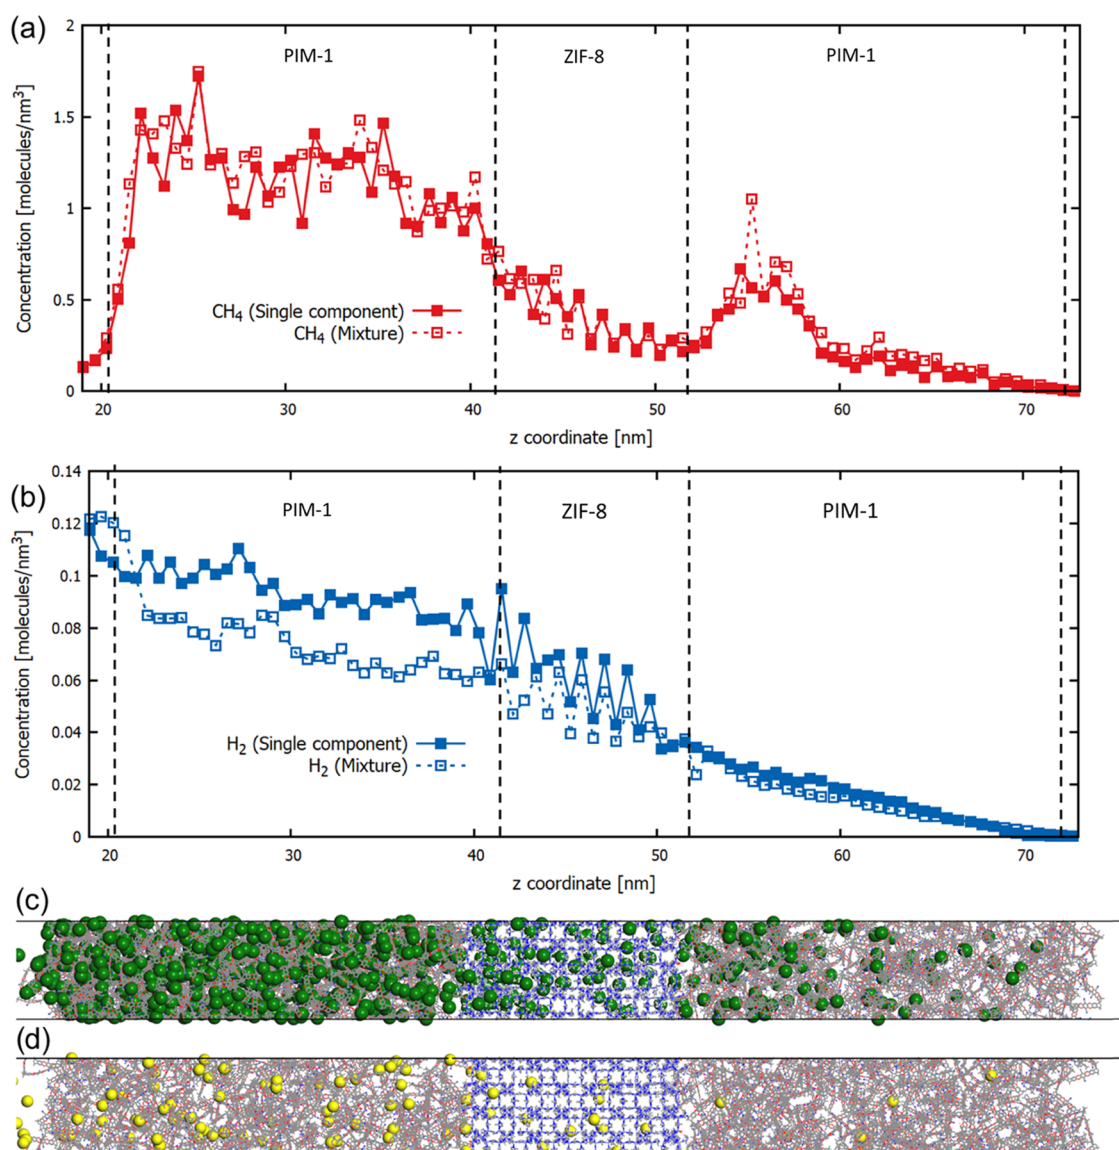 (a)
2
1.5
1
0.5
0
Concentration [molecules/nm³]
PIM-1
ZIF-8
PIM-1
CH₄ (Single component)
CH₄ (Mixture)
20
30
40
50
60
70
z coordinate [nm]
(b)
0.14
0.12
0.1
0.08
0.06
0.04
0.02
0
Concentration [molecules/nm³]
PIM-1
ZIF-8
PIM-1
H₂ (Single component)
H₂ (Mixture)
20
30
40
50
60
70
z coordinate [nm]
(c)
(d)